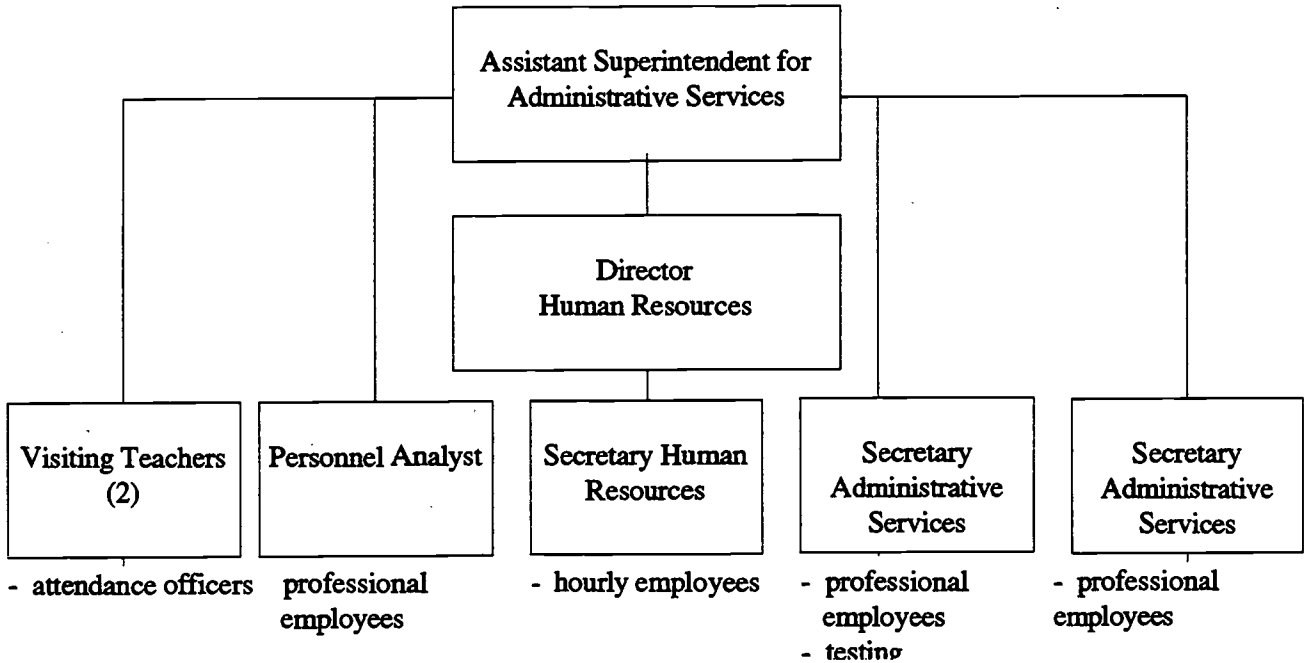 Assistant Superintendent for
Administrative Services
Director
Human Resources
Visiting Teachers
(2)
Personnel Analyst
Secretary Human
Resources
Secretary
Administrative
Services
Secretary
Administrative
Services
- attendance officers
professional
employees
- hourly employees
- professional
employees
- testing
- professional
employees